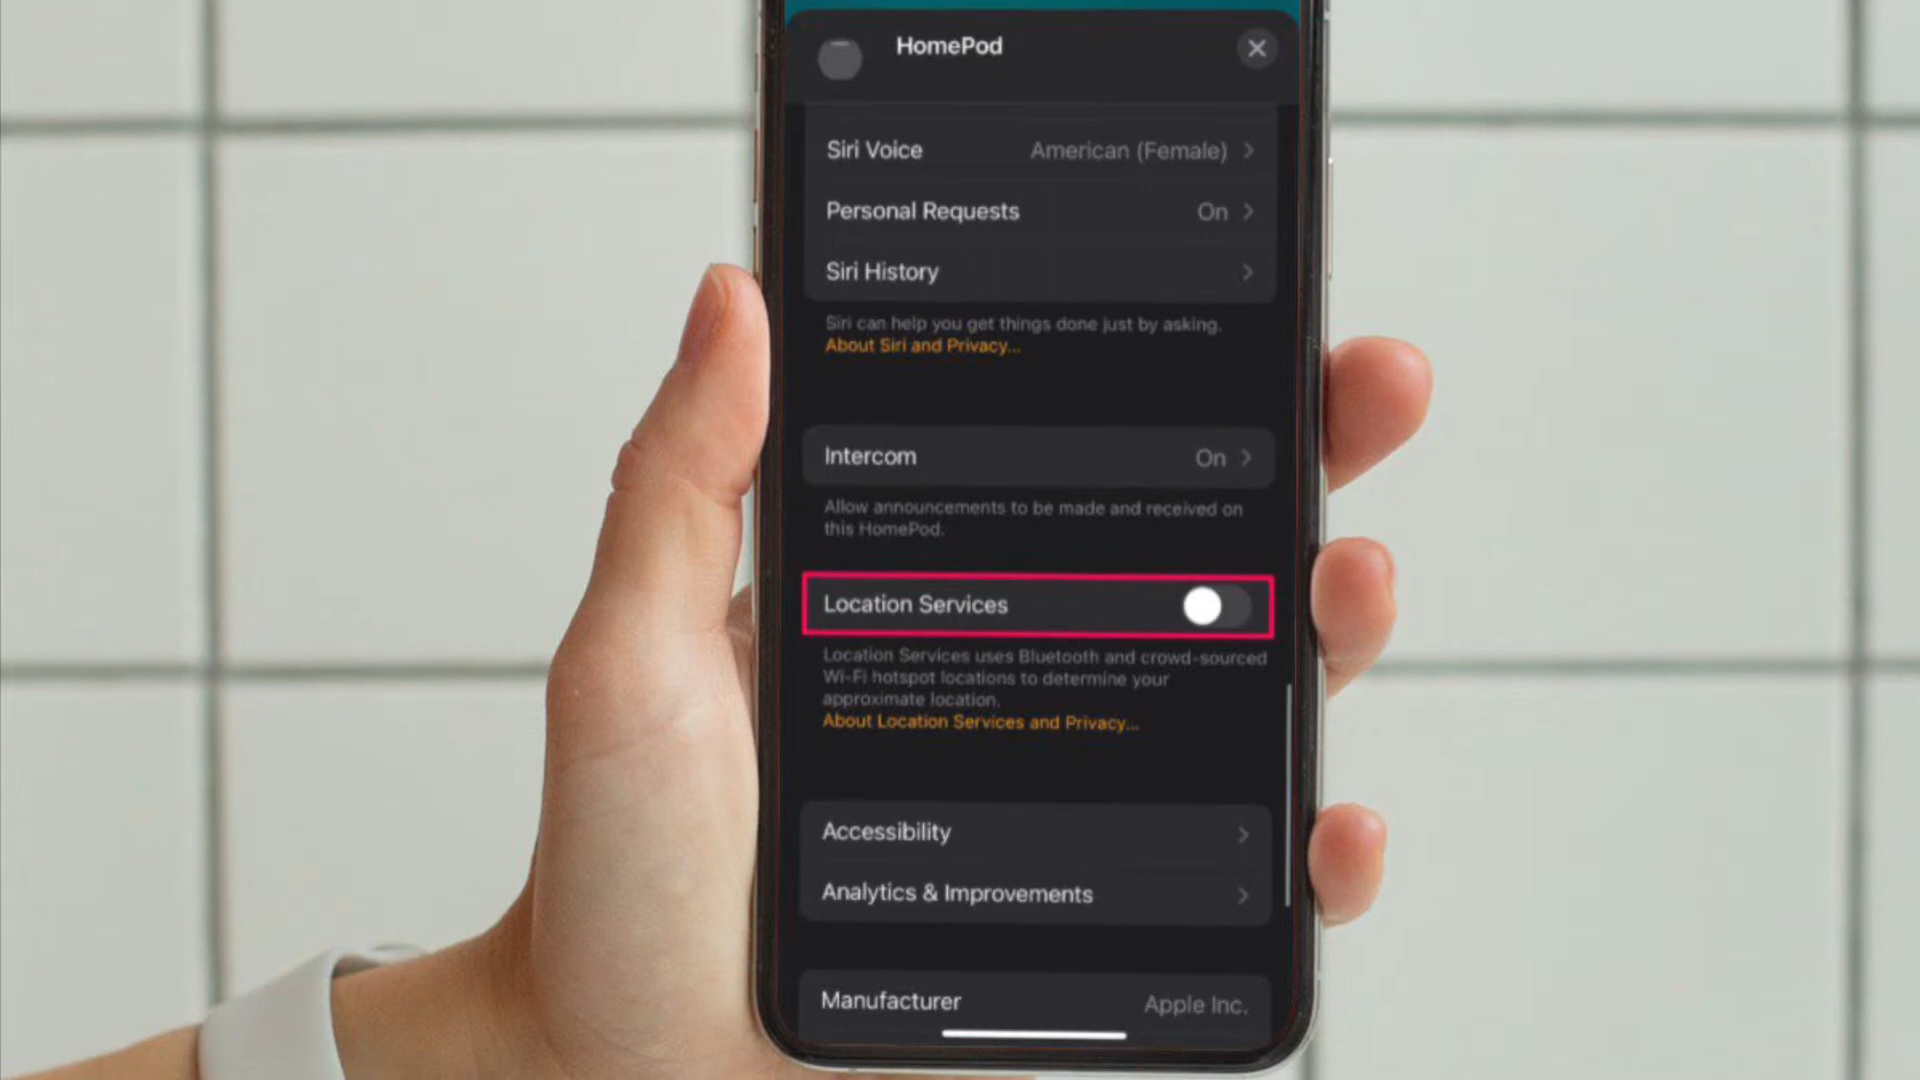 HomePod
Siri Voice American (Female)
Personal Requests On
Siri History
Siri can help you get things done just by asking.
About Siri and Privacy...
Intercom On
Allow announcements to be made and received on
this HomePod.
Location Services
Location Services uses Bluetooth and crowd-sourced
Wi-Fi hotspot locations to determine your
approximate location.
About Location Services and Privacy...
Accessibility
Analytics & Improvements
Manufacturer Apple Inc.